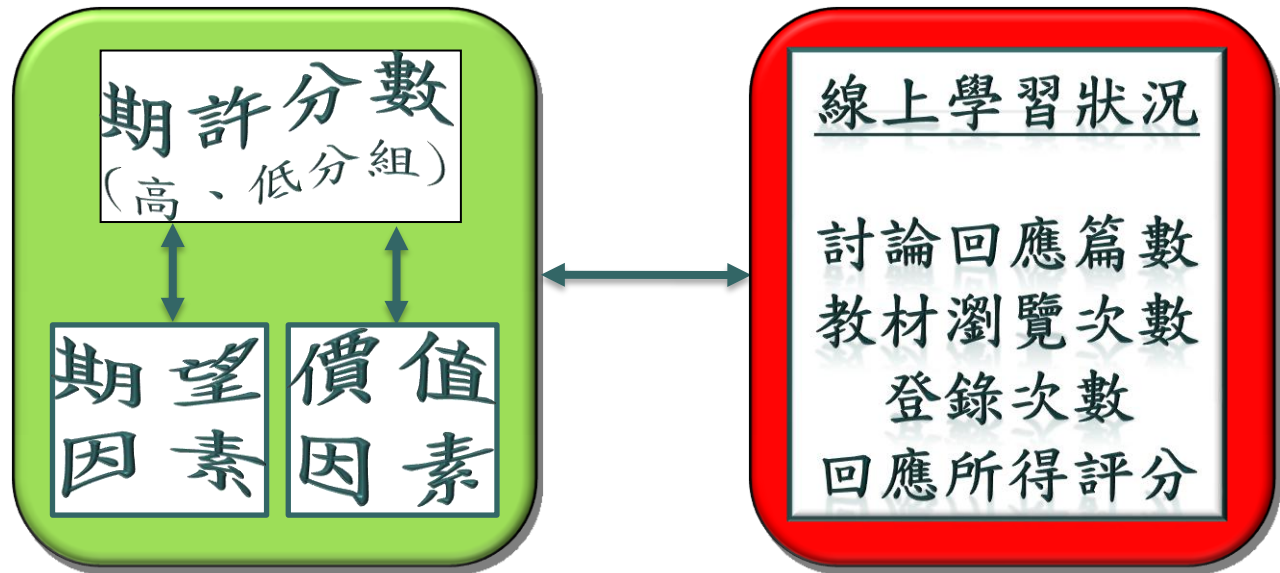 期許分數
(高、低分組)
期望
因素
價值
因素
線上學習狀況
討論回應篇數
教材瀏覽次數
登錄次數
回應所得評分